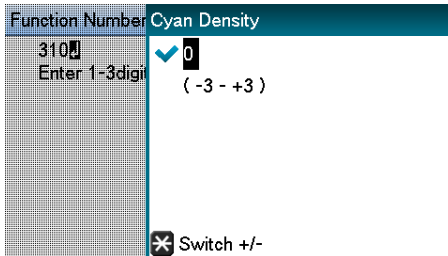 Function Number
310
Enter 1-3digi
Cyan Density
0
( -3 - +3 )
Switch +/-